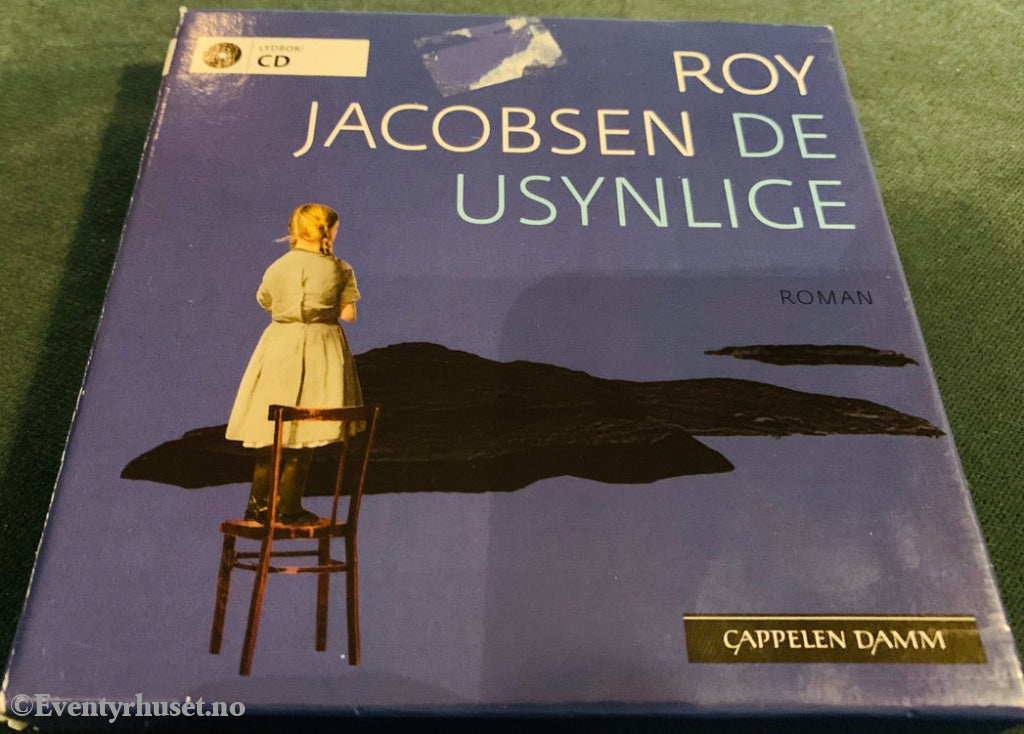 LYDBOK:
CD
ROY
JACOBSEN DE
USYNLIGE
ROMAN
CAPPELEN DAMM
©Eventyrhuset.no